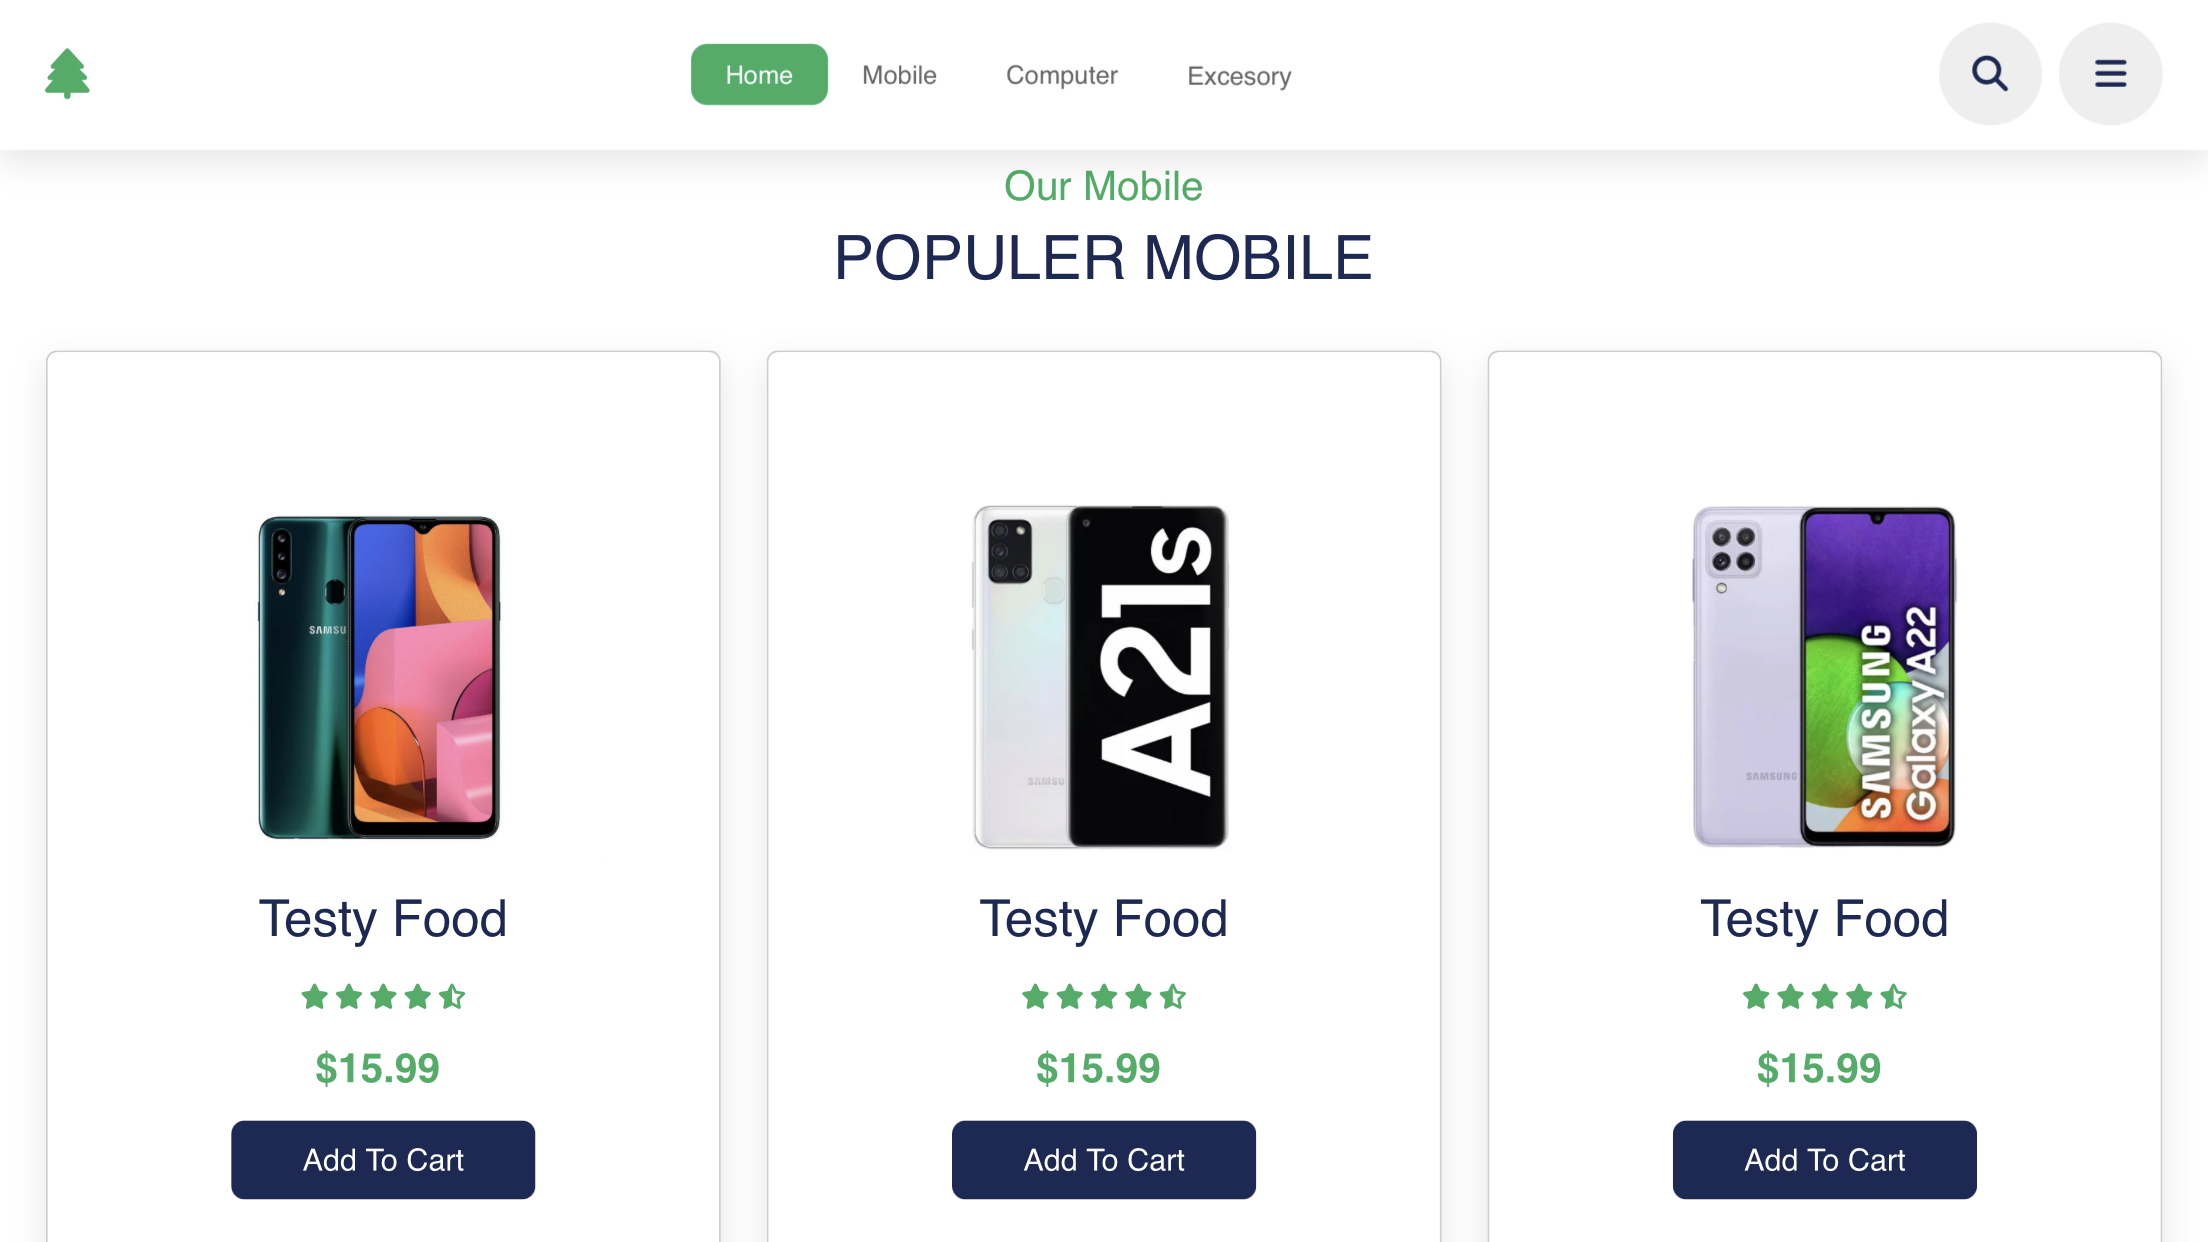 Home Mobile Computer Excesory
Our Mobile
POPULER MOBILE
SAMSU
SAMSU
A21s
SAMSUNG
SAMSUNG
Galaxy A22
Testy Food
$15.99
Add To Cart
Testy Food
$15.99
Add To Cart
Testy Food
$15.99
Add To Cart